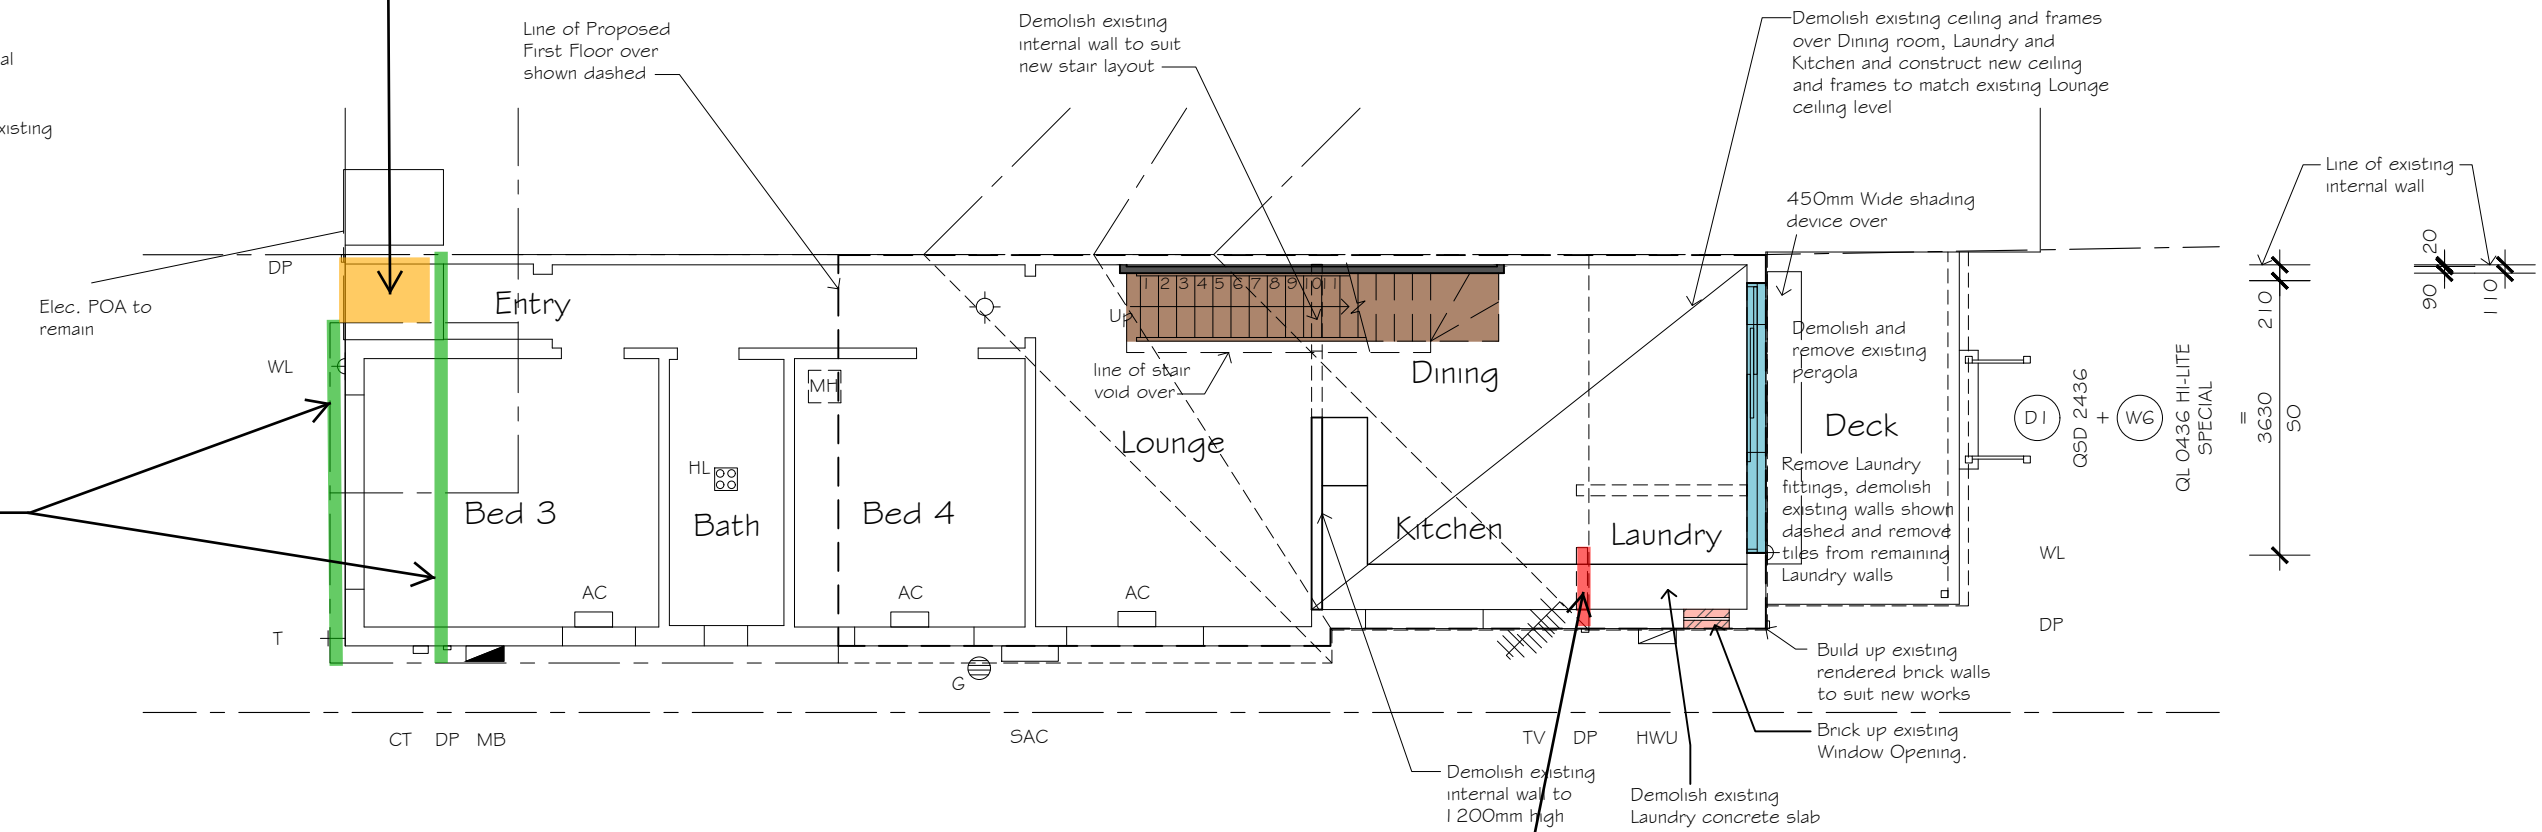 al
xisting
Line of Proposed
First Floor over
shown dashed
Demolish existing
internal wall to suit
new stair layout
Demolish existing ceiling and frames
over Dining room, Laundry and
Kitchen and construct new ceiling
and frames to match existing Lounge
ceiling level
Line of existing
internal wall
450mm Wide shading
device over
DP
Elec. POA to
remain
WL
T
Entry
Up
1 2 3 4 5 6 7 8 9 10 11
line of stair
void over
Dining
MH
Lounge
HL
Bed 3
Bath
Bed 4
Kitchen
Laundry
AC
AC
AC
Demolish and
remove existing
pergola
Deck
Remove Laundry
fittings, demolish
existing walls shown
dashed and remove
tiles from remaining
Laundry walls
D1
QSD 2436
+
W6
QL 0436 HI-LITE
SPECIAL
=
210
3630
50
20
90
110
WL
DP
G
CT DP MB
SAC
TV DP HWU
Build up existing
rendered brick walls
to suit new works
Brick up existing
Window Opening.
Demolish existing
internal wall to
1200mm high
Demolish existing
Laundry concrete slab